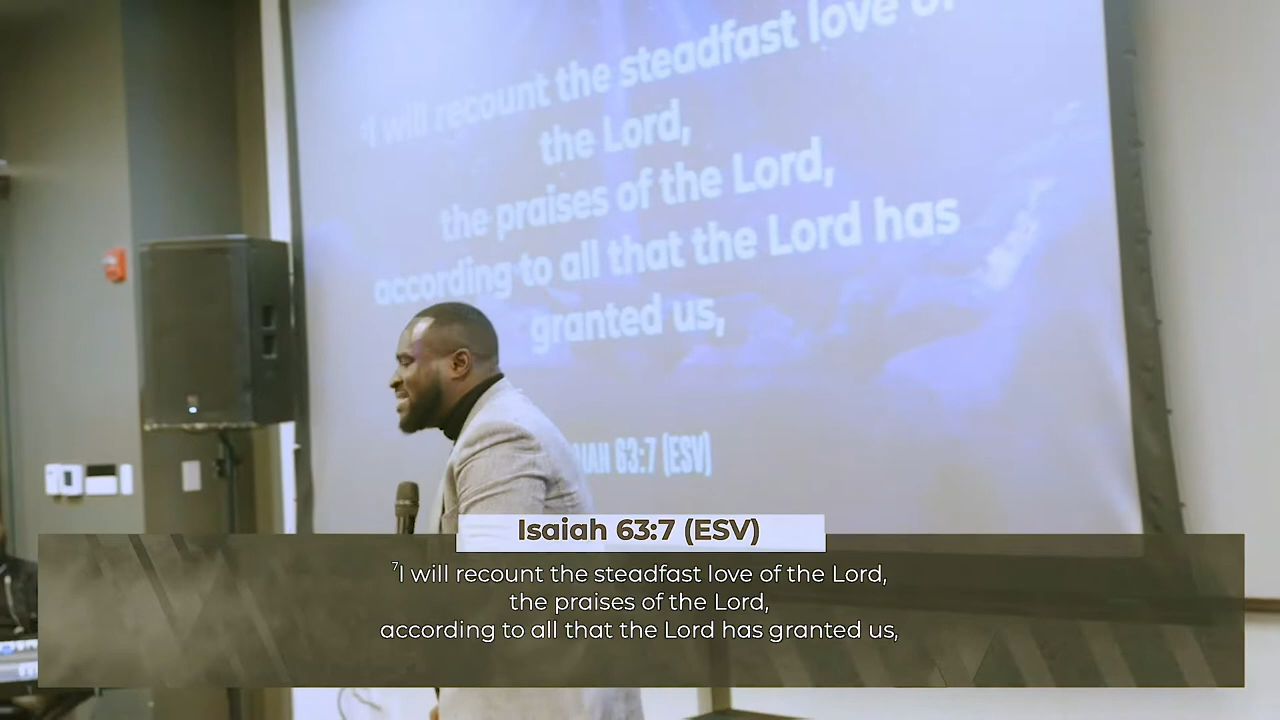 I will recount the steadfast love of
the Lord,
the praises of the Lord,
according to all that the Lord has
granted us,
63:7 (ESV)
Isaiah 63:7 (ESV)
⁷I will recount the steadfast love of the Lord,
the praises of the Lord,
according to all that the Lord has granted us,